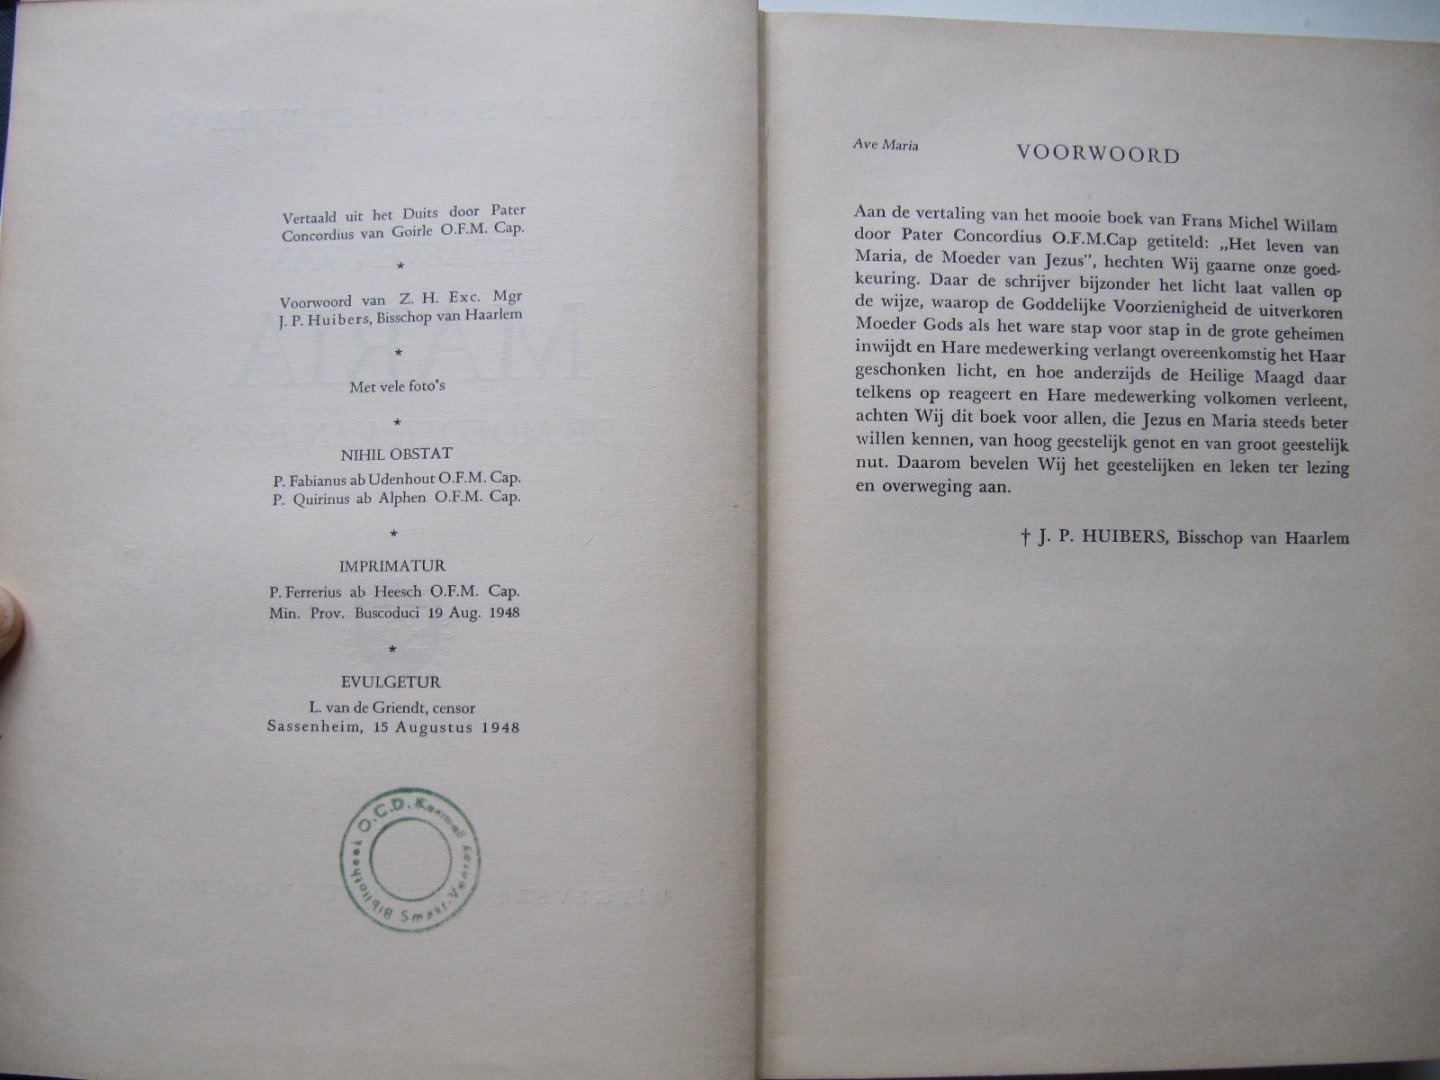 Vertaald uit het Duits door Pater
Concordius van Goirle O.F.M. Cap.
*
Voorwoord van Z. H. Exc. Mgr
J. P. Huibers, Bisschop van Haarlem
*
Met vele foto's
*
NIHIL OBSTAT
P. Fabianus ab Udenhout O.F.M. Cap.
P. Quirinus ab Alphen O.F.M. Cap.
*
IMPRIMATUR
P. Ferrerius ab Heesch O.F.M. Cap.
Min. Prov. Buscoduci 19 Aug. 1948
*
EVULGETUR
L. van de Griendt, censor
Sassenheim, 15 Augustus 1948
Bibliotheek O.C.D. Karmel
Smakt-Venray
Ave Maria
VOORWOORD
Aan de vertaling van het mooie boek van Frans Michel Willam
door Pater Concordius O.F.M.Cap getiteld: „Het leven van
Maria, de Moeder van Jezus”, hechten Wij gaarne onze goed-
keuring. Daar de schrijver bijzonder het licht laat vallen op
de wijze, waarop de Goddelijke Voorzienigheid de uitverkoren
Moeder Gods als het ware stap voor stap in de grote geheimen
inwijdt en Hare medewerking verlangt overeenkomstig het Haar
geschonken licht, en hoe anderzijds de Heilige Maagd daar
telkens op reageert en Hare medewerking volkomen verleent,
achten Wij dit boek voor allen, die Jezus en Maria steeds beter
willen kennen, van hoog geestelijk genot en van groot geestelijk
nut. Daarom bevelen Wij het geestelijken en leken ter lezing
en overweging aan.
† J. P. HUIBERS, Bisschop van Haarlem